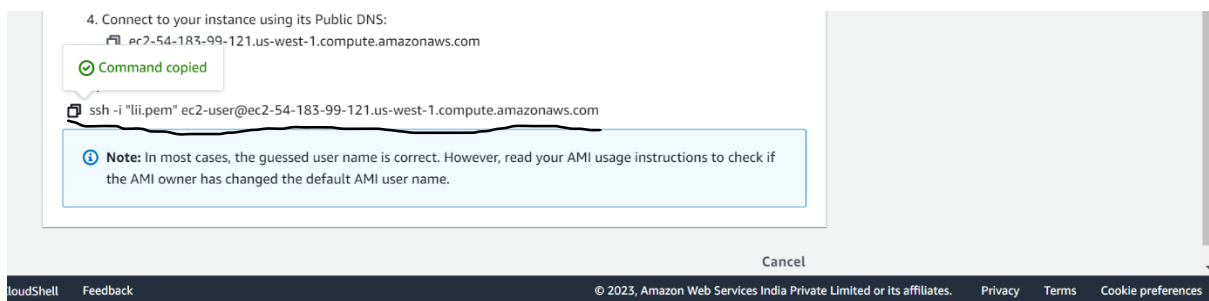 4. Connect to your instance using its Public DNS:
ec2-54-183-99-121.us-west-1.compute.amazonaws.com
Command copied
ssh -i "lii.pem" ec2-user@ec2-54-183-99-121.us-west-1.compute.amazonaws.com
Note: In most cases, the guessed user name is correct. However, read your AMI usage instructions to check if
the AMI owner has changed the default AMI user name.
Cancel
CloudShell Feedback © 2023, Amazon Web Services India Private Limited or its affiliates. Privacy Terms Cookie preferences